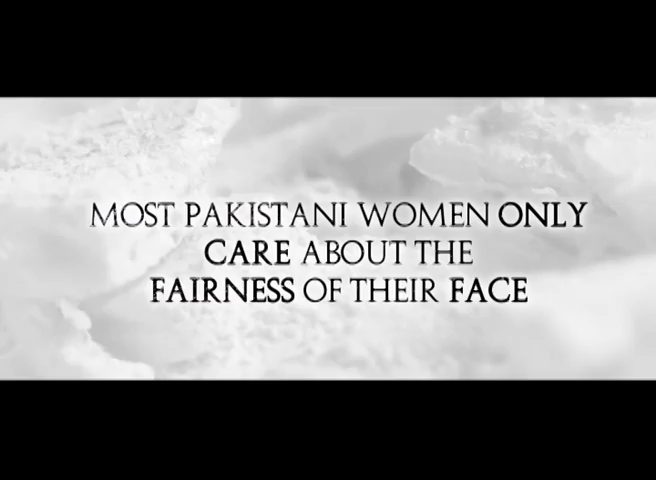 MOST PAKISTANI WOMEN ONLY
CARE ABOUT THE
FAIRNESS OF THEIR FACE